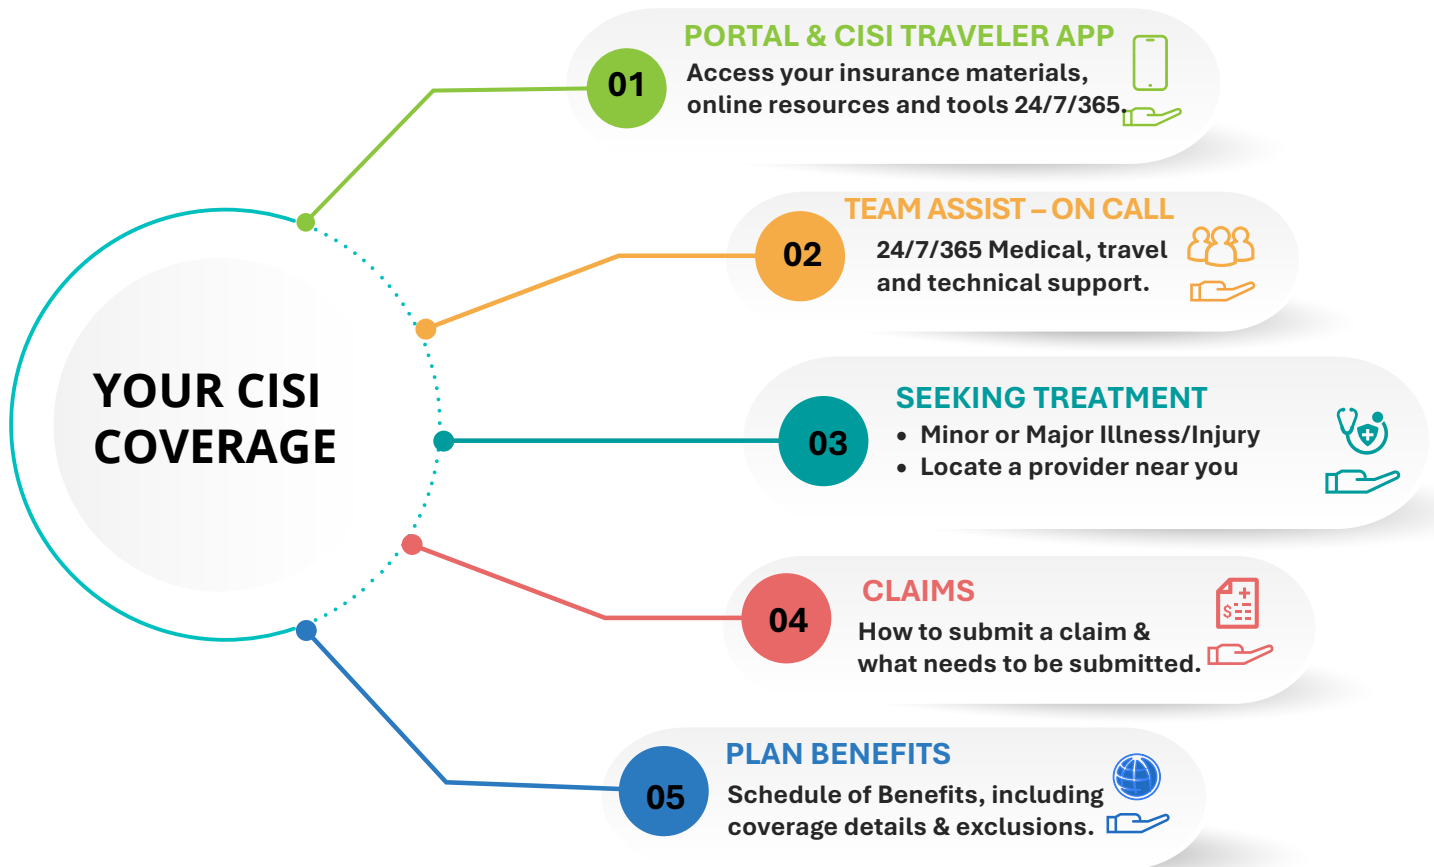 YOUR CISI
COVERAGE
01
PORTAL & CISI TRAVELER APP
Access your insurance materials,
online resources and tools 24/7/365.
02
TEAM ASSIST – ON CALL
24/7/365 Medical, travel
and technical support.
03
SEEKING TREATMENT
• Minor or Major Illness/Injury
• Locate a provider near you
04
CLAIMS
How to submit a claim &
what needs to be submitted.
$
05
PLAN BENEFITS
Schedule of Benefits, including
coverage details & exclusions.